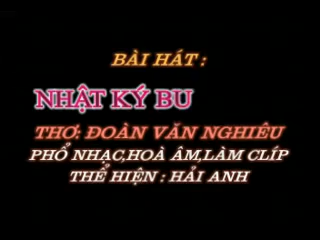 BÀI HÁT :
NHẬT KÝ BU
THƠ: ĐOÀN VĂN NGHIÊU
PHỔ NHẠC,HOÀ ÂM,LÀM CLÍP
THỂ HIỆN : HẢI ANH